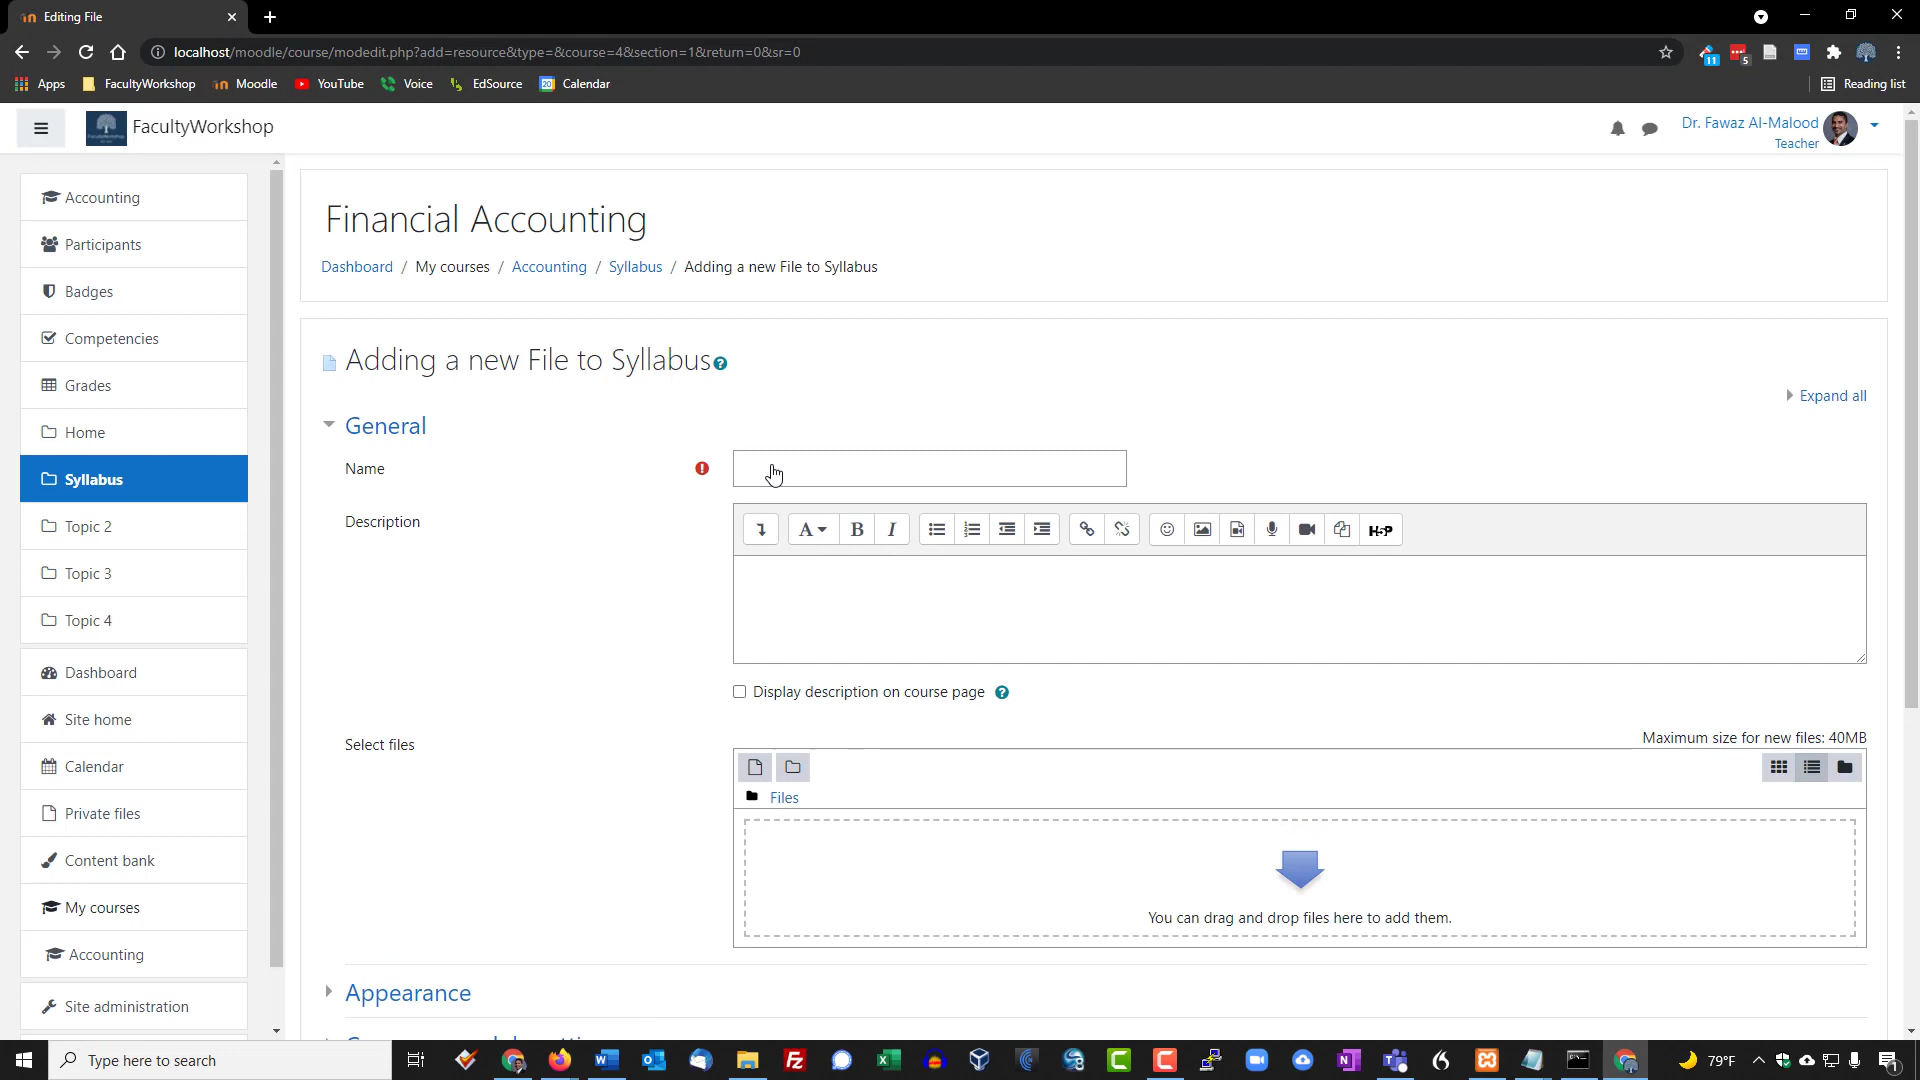 Editing File
localhost/moodle/course/modedit.php?add=resource&type=&course=4&section=1&return=0&sr=0
11
5
Apps
FacultyWorkshop
Moodle
YouTube
Voice
EdSource
20
Calendar
Reading list
FacultyWorkshop
Dr. Fawaz Al-Malood
Teacher
Accounting
Participants
Badges
Competencies
Grades
Home
Syllabus
Topic 2
Topic 3
Topic 4
Dashboard
Site home
Calendar
Private files
Content bank
My courses
Accounting
Site administration
Financial Accounting
Dashboard / My courses / Accounting / Syllabus / Adding a new File to Syllabus
Adding a new File to Syllabus
Expand all
General
Name
Description
A
B
I
H5P
Display description on course page
Select files
Maximum size for new files: 40MB
Files
You can drag and drop files here to add them.
Appearance
Type here to search
79°F
1